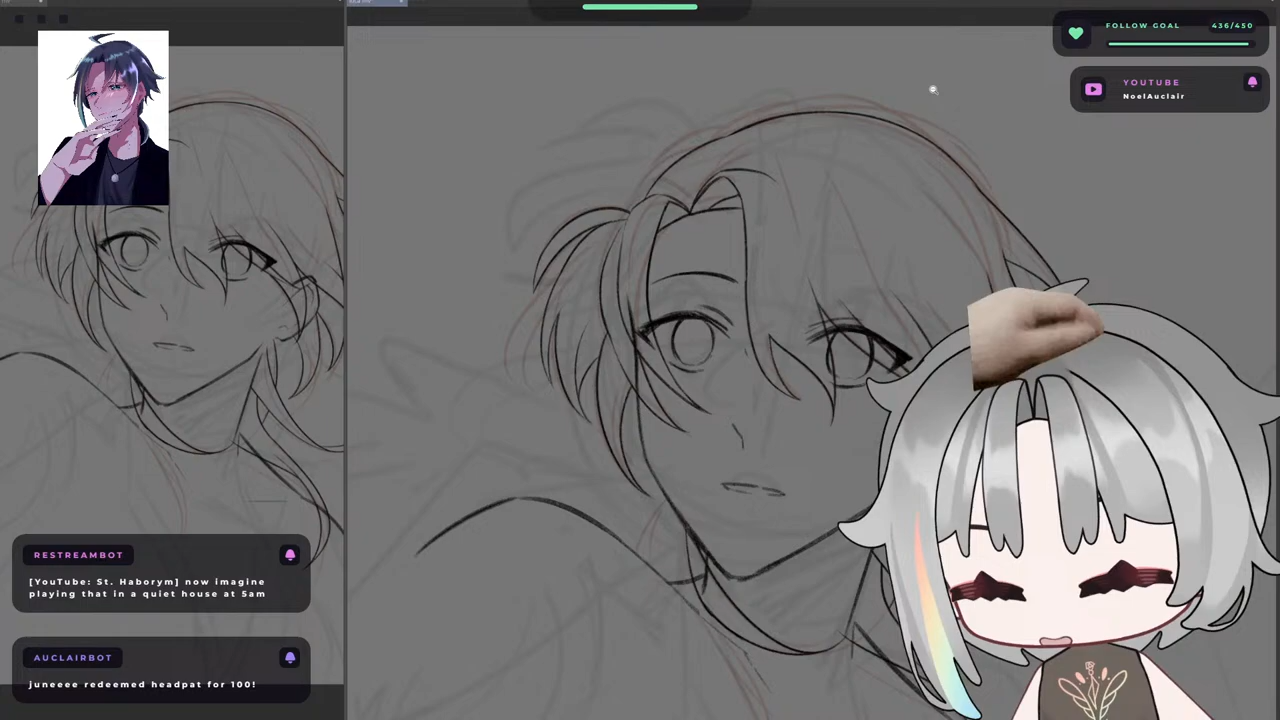 FOLLOW GOAL 436/450
YOUTUBE
NoelAuclair
RESTREAMBOT
[YouTube: St. Haborym] now imagine
playing that in a quiet house at 5am
AUCLAIRBOT
juneeee redeemed headpat for 100!